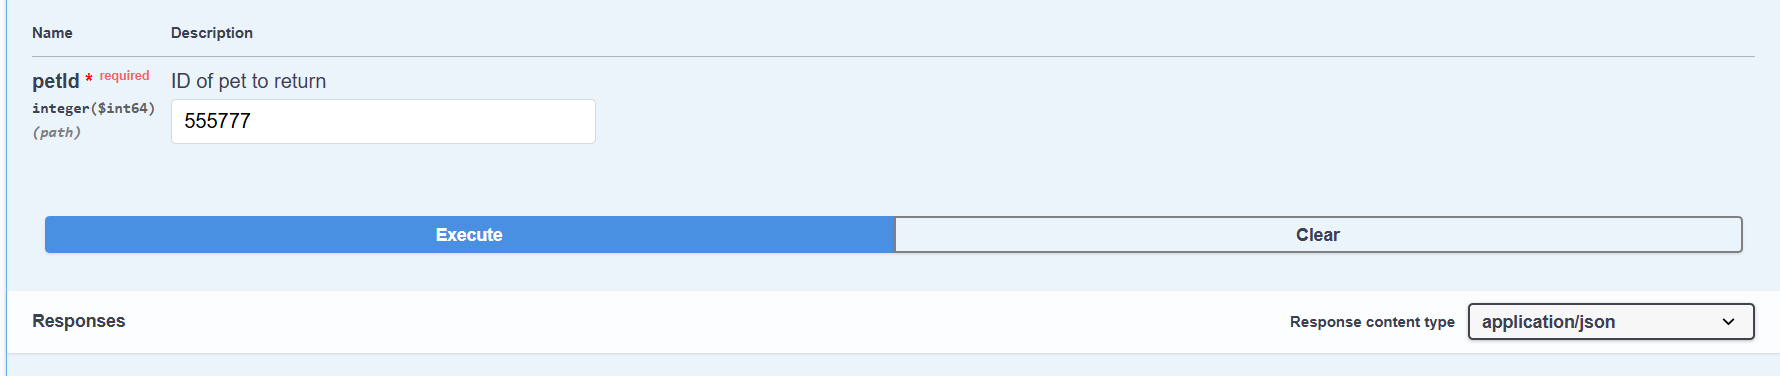 Name Description
petId * required ID of pet to return
integer($int64)
555777
(path)
Execute Clear
Responses Response content type application/json